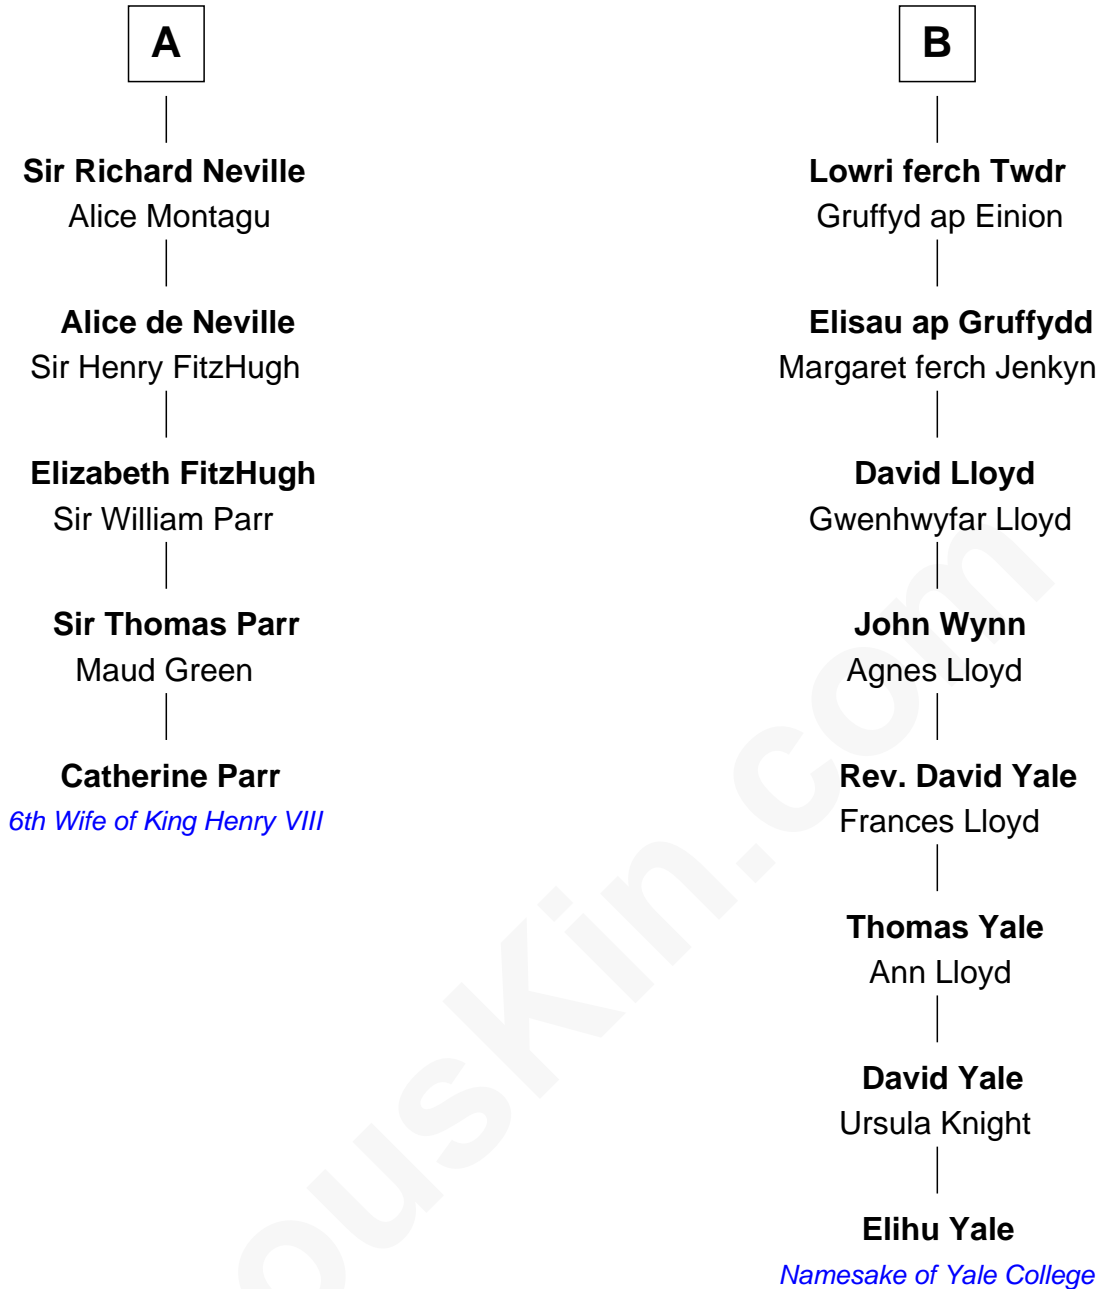 A
Sir Richard Neville
Alice Montagu
Alice de Neville
Sir Henry FitzHugh
Elizabeth FitzHugh
Sir William Parr
Sir Thomas Parr
Maud Green
Catherine Parr
6th Wife of King Henry VIII
B
Lowri ferch Twdr
Gruffyd ap Einion
Elisau ap Gruffydd
Margaret ferch Jenkyn
David Lloyd
Gwenhwyfar Lloyd
John Wynn
Agnes Lloyd
Rev. David Yale
Frances Lloyd
Thomas Yale
Ann Lloyd
David Yale
Ursula Knight
Elihu Yale
Namesake of Yale College
ousKin.com